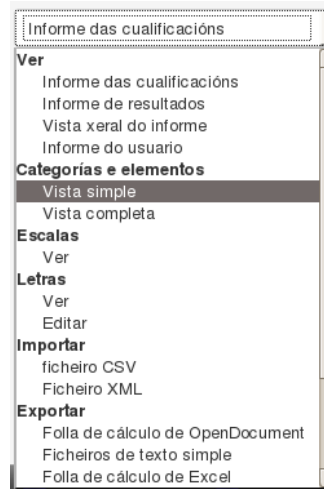 Informe das cualificacións
Ver
Informe das cualificacións
Informe de resultados
Vista xeral do informe
Informe do usuario
Categorías e elementos
Vista simple
Vista completa
Escalas
Ver
Letras
Ver
Editar
Importar
ficheiro CSV
Ficheiro XML
Exportar
Folla de cálculo de OpenDocument
Ficheiros de texto simple
Folla de cálculo de Excel